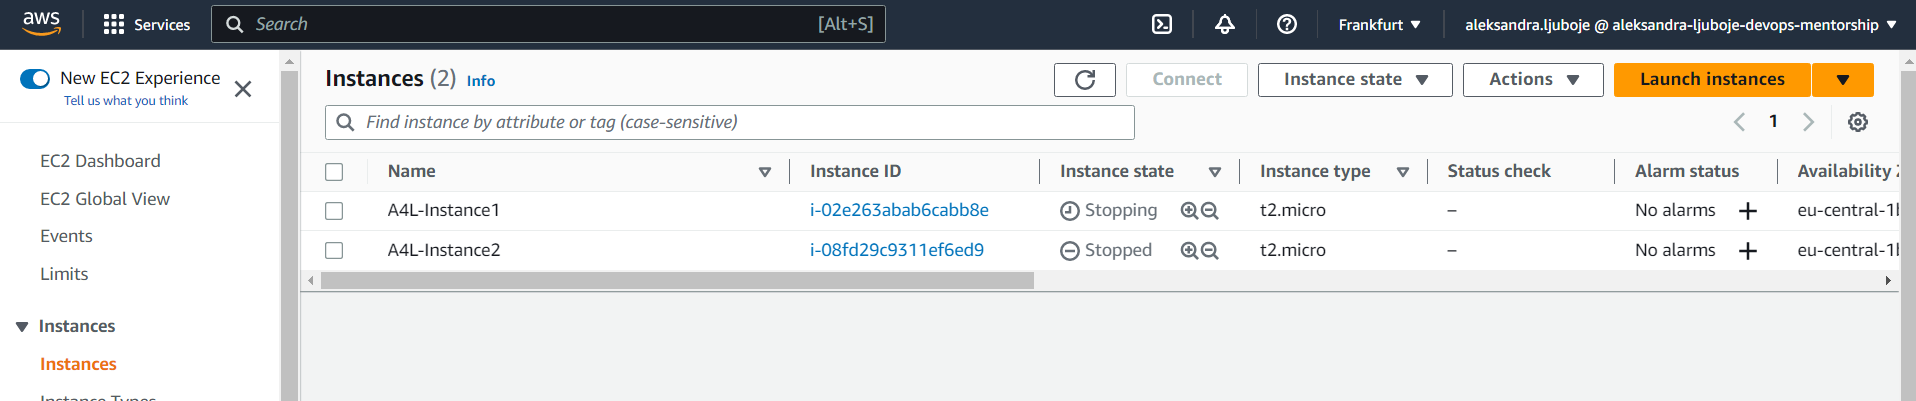 aws
Services
Search [Alt+S]
Frankfurt
aleksandra.ljuboje @ aleksandra-ljuboje-devops-mentorship
New EC2 Experience
Tell us what you think
EC2 Dashboard
EC2 Global View
Events
Limits
Instances
Instances
Instance Types
Instances (2) Info
Connect
Instance state
Actions
Launch instances
Find instance by attribute or tag (case-sensitive)
1
Name Instance ID Instance state Instance type Status check Alarm status Availability
A4L-Instance1 i-02e263abab6cabb8e Stopping t2.micro – No alarms + eu-central-1
A4L-Instance2 i-08fd29c9311ef6ed9 Stopped t2.micro – No alarms + eu-central-1